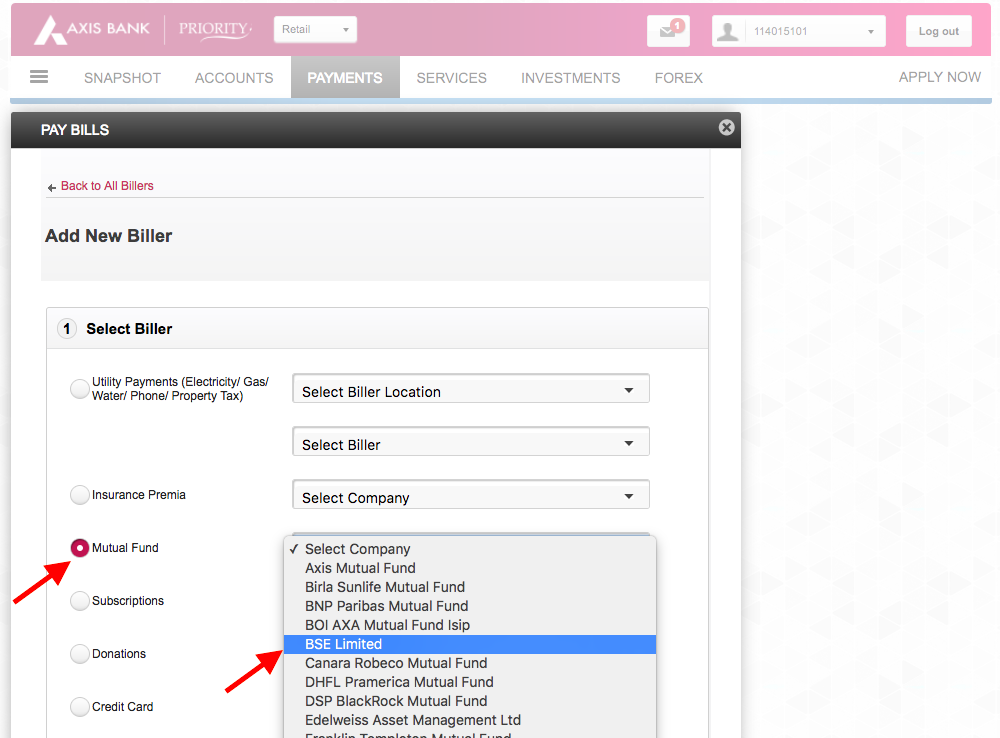 AXIS BANK PRIORITY Retail 1 114015101 Log out
SNAPSHOT ACCOUNTS PAYMENTS SERVICES INVESTMENTS FOREX APPLY NOW
PAY BILLS
Back to All Billers
Add New Biller
1 Select Biller
Utility Payments (Electricity/ Gas/
Water/ Phone/ Property Tax)
Select Biller Location
Select Biller
Insurance Premia
Select Company
Mutual Fund
✓ Select Company
Axis Mutual Fund
Birla Sunlife Mutual Fund
BNP Paribas Mutual Fund
BOI AXA Mutual Fund Isip
BSE Limited
Canara Robeco Mutual Fund
DHFL Pramerica Mutual Fund
DSP BlackRock Mutual Fund
Edelweiss Asset Management Ltd
Franklin Templeton Mutual Fund
Subscriptions
Donations
Credit Card